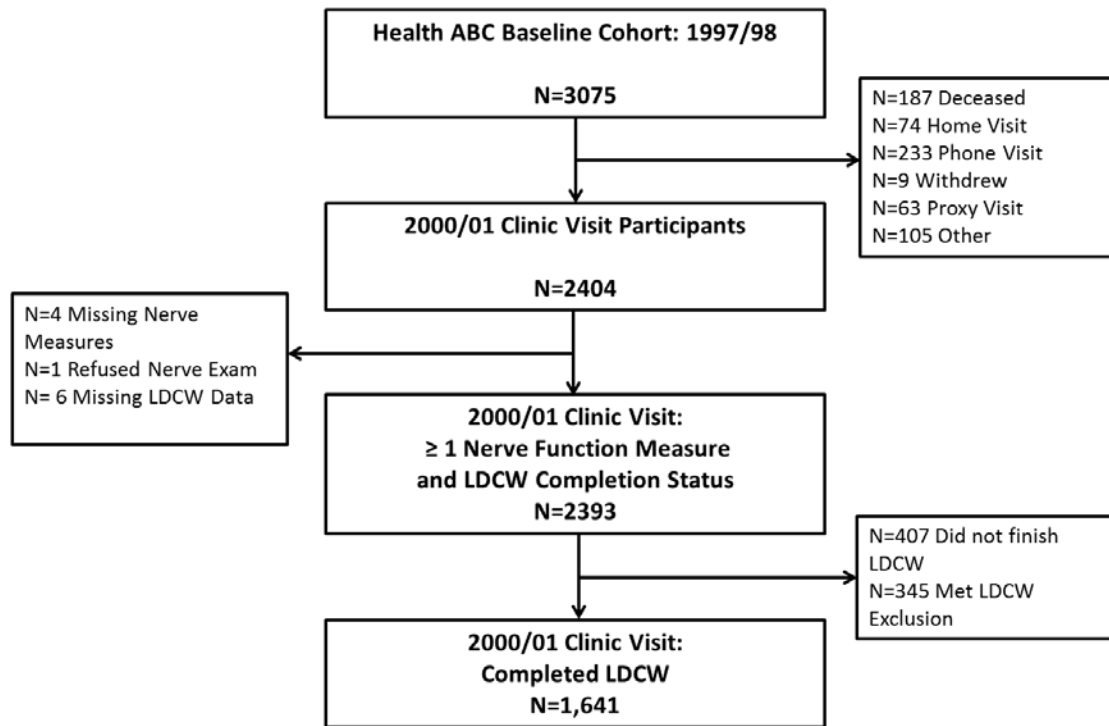 Health ABC Baseline Cohort: 1997/98
N=3075
N=187 Deceased
N=74 Home Visit
N=233 Phone Visit
N=9 Withdrew
N=63 Proxy Visit
N=105 Other
2000/01 Clinic Visit Participants
N=2404
N=4 Missing Nerve
Measures
N=1 Refused Nerve Exam
N= 6 Missing LDCW Data
2000/01 Clinic Visit:
≥ 1 Nerve Function Measure
and LDCW Completion Status
N=2393
N=407 Did not finish
LDCW
N=345 Met LDCW
Exclusion
2000/01 Clinic Visit:
Completed LDCW
N=1,641